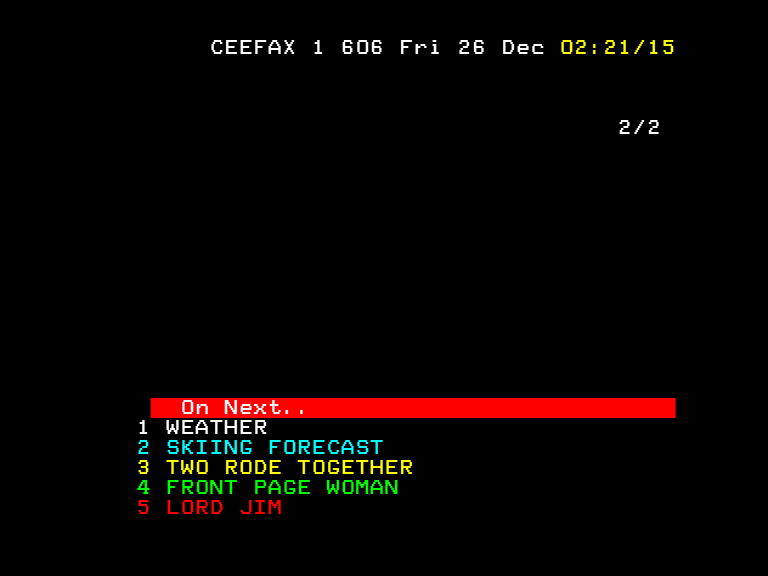 CEEFAX 1 606 Fri 26 Dec 02:21/15
2/2
On Next..
1 WEATHER
2 SKIING FORECAST
3 TWO RODE TOGETHER
4 FRONT PAGE WOMAN
5 LORD JIM